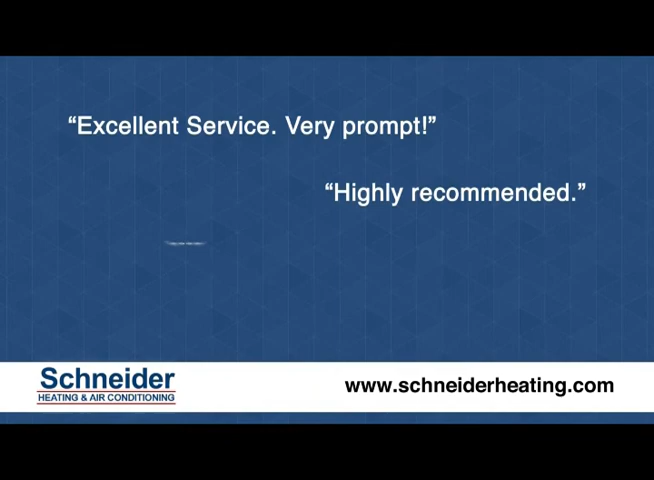 “Excellent Service. Very prompt!”
“Highly recommended.”
Schneider
HEATING & AIR CONDITIONING
www.schneiderheating.com